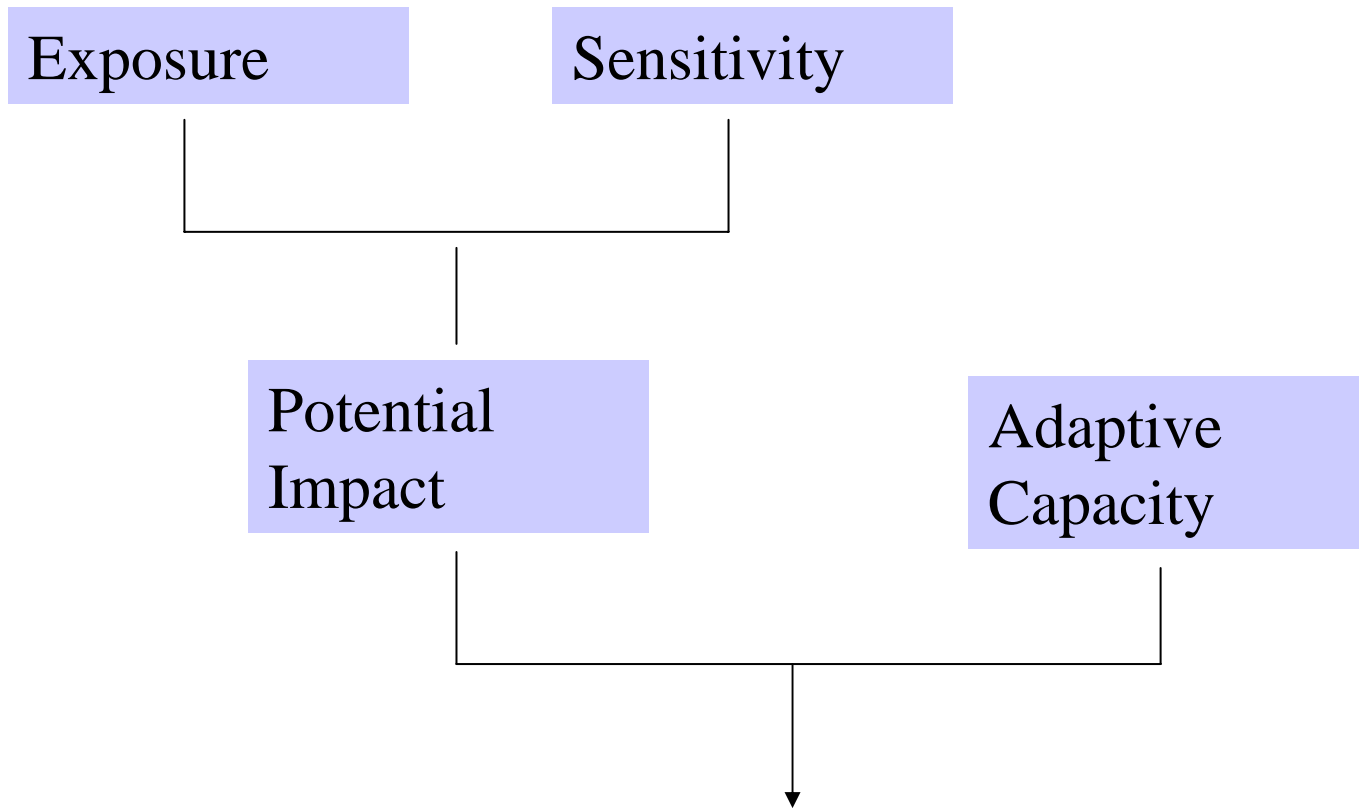 Exposure
Sensitivity
Potential
Impact
Adaptive
Capacity